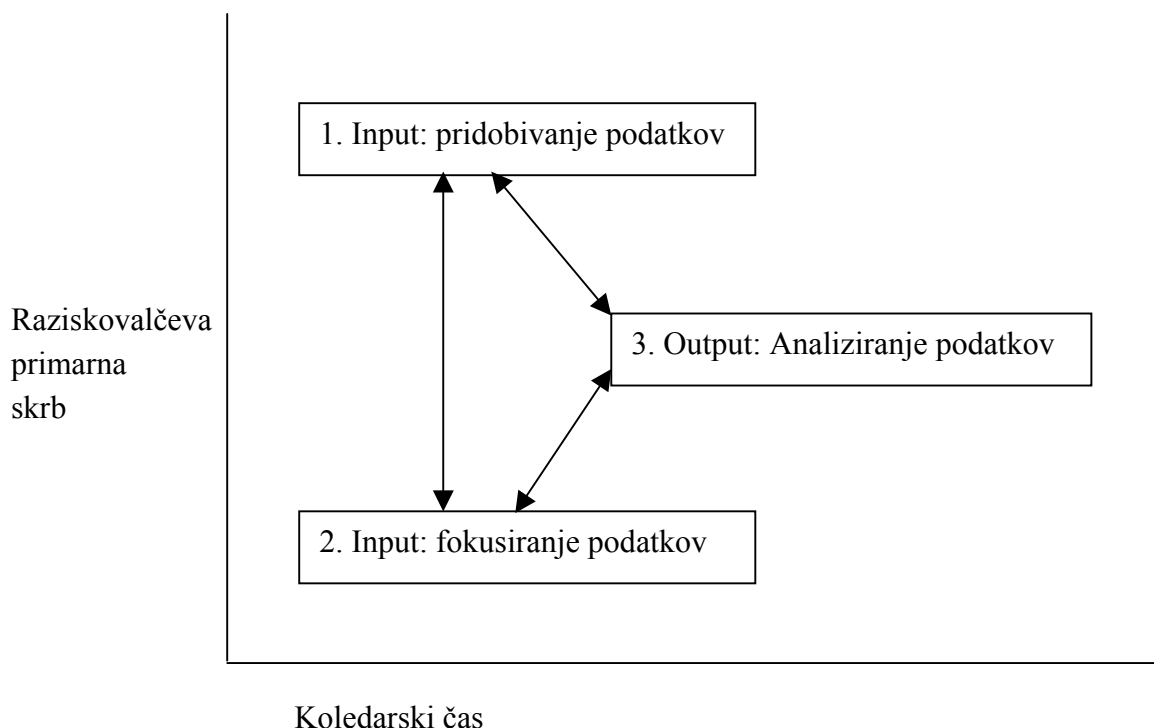 1. Input: pridobivanje podatkov
Raziskovalčeva
primarna
skrb
3. Output: Analiziranje podatkov
2. Input: fokusiranje podatkov
Koledarski čas